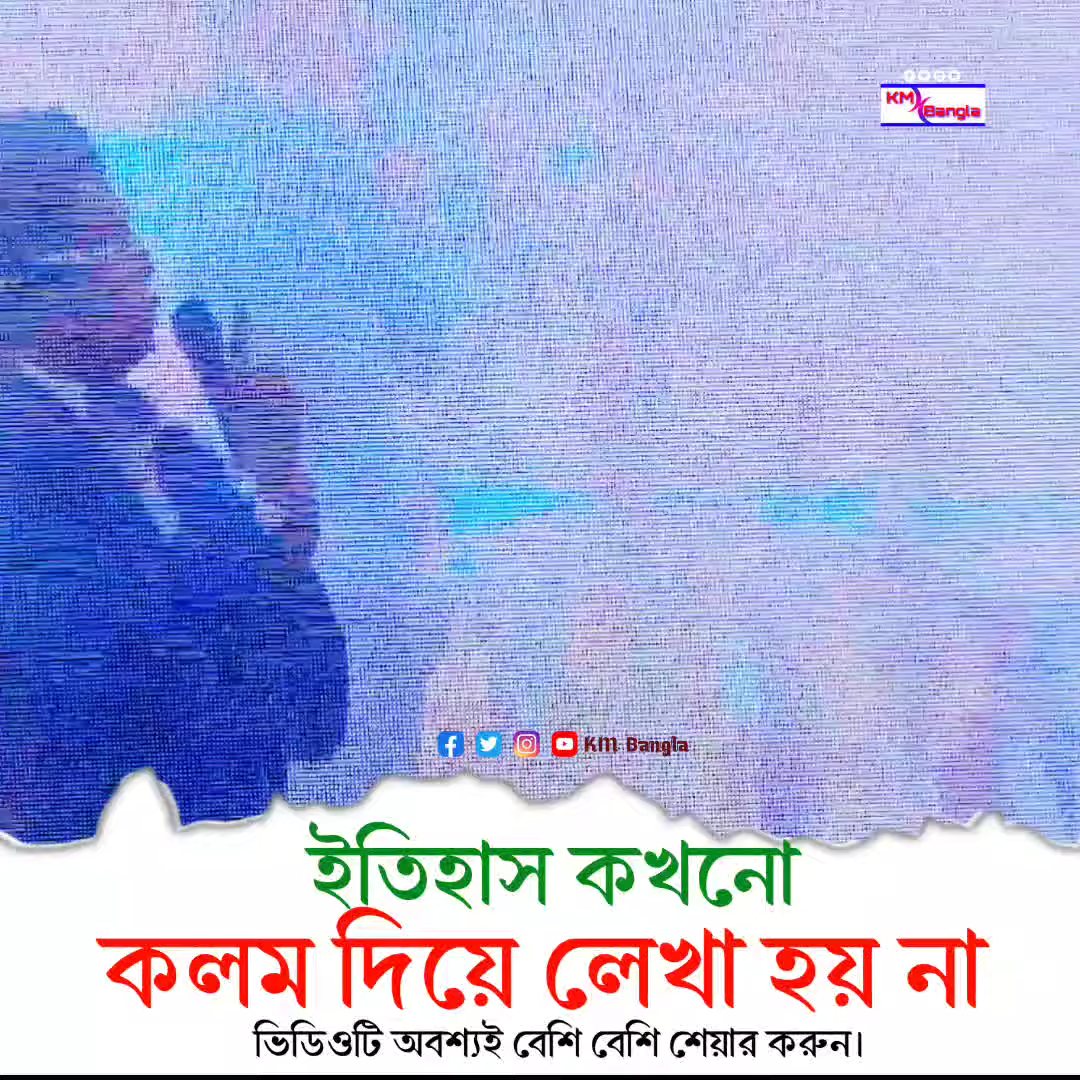 KM Bangla
KM Bangla
ইতিহাস কখনো
কলম দিয়ে লেখা হয় না
ভিডিওটি অবশ্যই বেশি বেশি শেয়ার করুন।